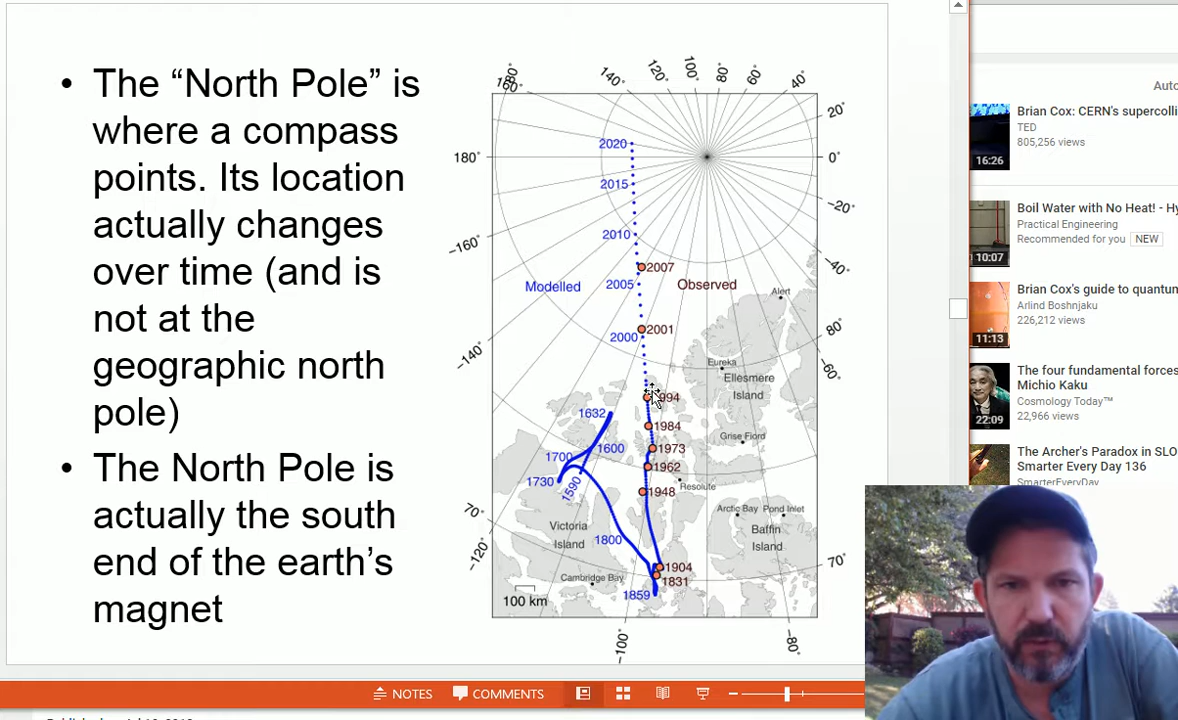 • The “North Pole” is
where a compass
points. Its location
actually changes
over time (and is
not at the
geographic north
pole)
• The North Pole is
actually the south
end of the earth’s
magnet
180°
160°
140°
120°
100°
80°
60°
40°
20°
0°
−20°
−40°
80°
−60°
70°
−80°
−100°
−120°
70°
−140°
−160°
180°
2020
2015
2010
2007
2005
Modelled
Observed
2001
2000
Alert
Eureka
Ellesmere
Island
1994
1984
1973
1962
1948
Grise Fiord
Resolute
1632
1600
1700
1730
1590
1800
Victoria
Island
Arctic Bay
Pond Inlet
Baffin
Island
Cambridge Bay
1904
1831
1859
100 km
NOTES
COMMENTS
Brian Cox: CERN's supercolli
TED
805,256 views
16:26
Boil Water with No Heat! - Hy
Practical Engineering
Recommended for you NEW
10:07
Brian Cox's guide to quantu
Arlind Boshnjaku
226,212 views
11:13
The four fundamental forces
Michio Kaku
Cosmology Today™
22,966 views
22:09
The Archer's Paradox in SLO
Smarter Every Day 136
SmarterEveryDay